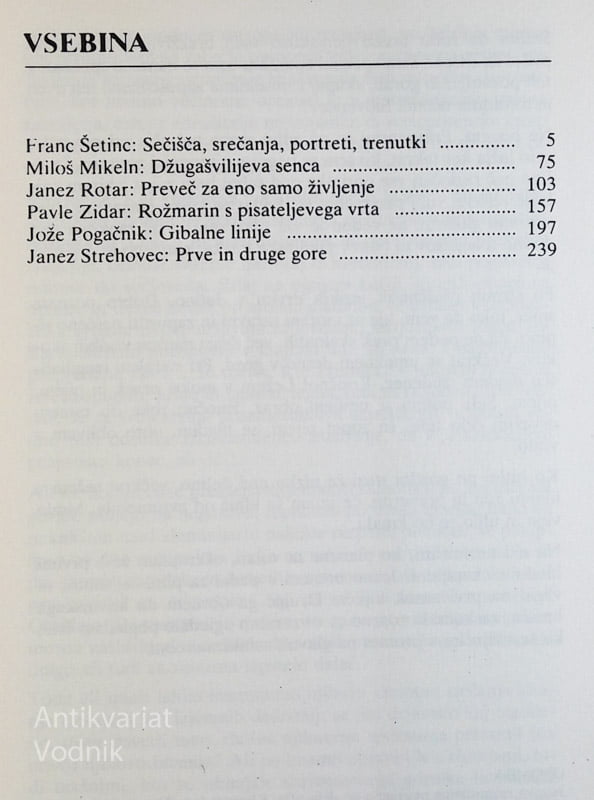 VSEBINA
Franc Šetinc: Sečišča, srečanja, portreti, trenutki .............. 5
Miloš Mikeln: Džugašvilijeva senca .................................. 75
Janez Rotar: Preveč za eno samo življenje ....................... 103
Pavle Zidar: Rožmarin s pisateljevega vrta ...................... 157
Jože Pogačnik: Gibalne linije ........................................... 197
Janez Strehovec: Prve in druge gore ................................ 239
Antikvariat
Vodnik